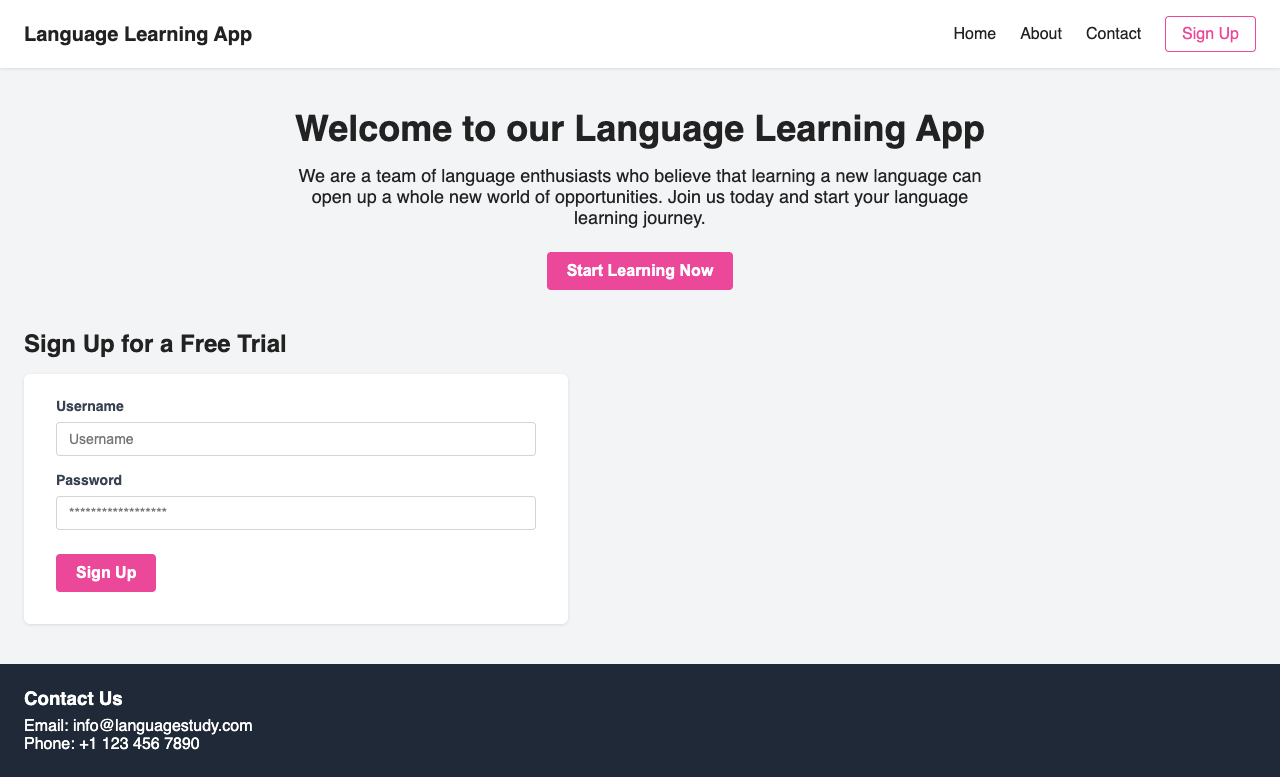 Language Learning App
Home
About
Contact
Sign Up
Welcome to our Language Learning App
We are a team of language enthusiasts who believe that learning a new language can
open up a whole new world of opportunities. Join us today and start your language
learning journey.
Start Learning Now
Sign Up for a Free Trial
Username
Username
Password
******************
Sign Up
Contact Us
Email: info@languagestudy.com
Phone: +1 123 456 7890